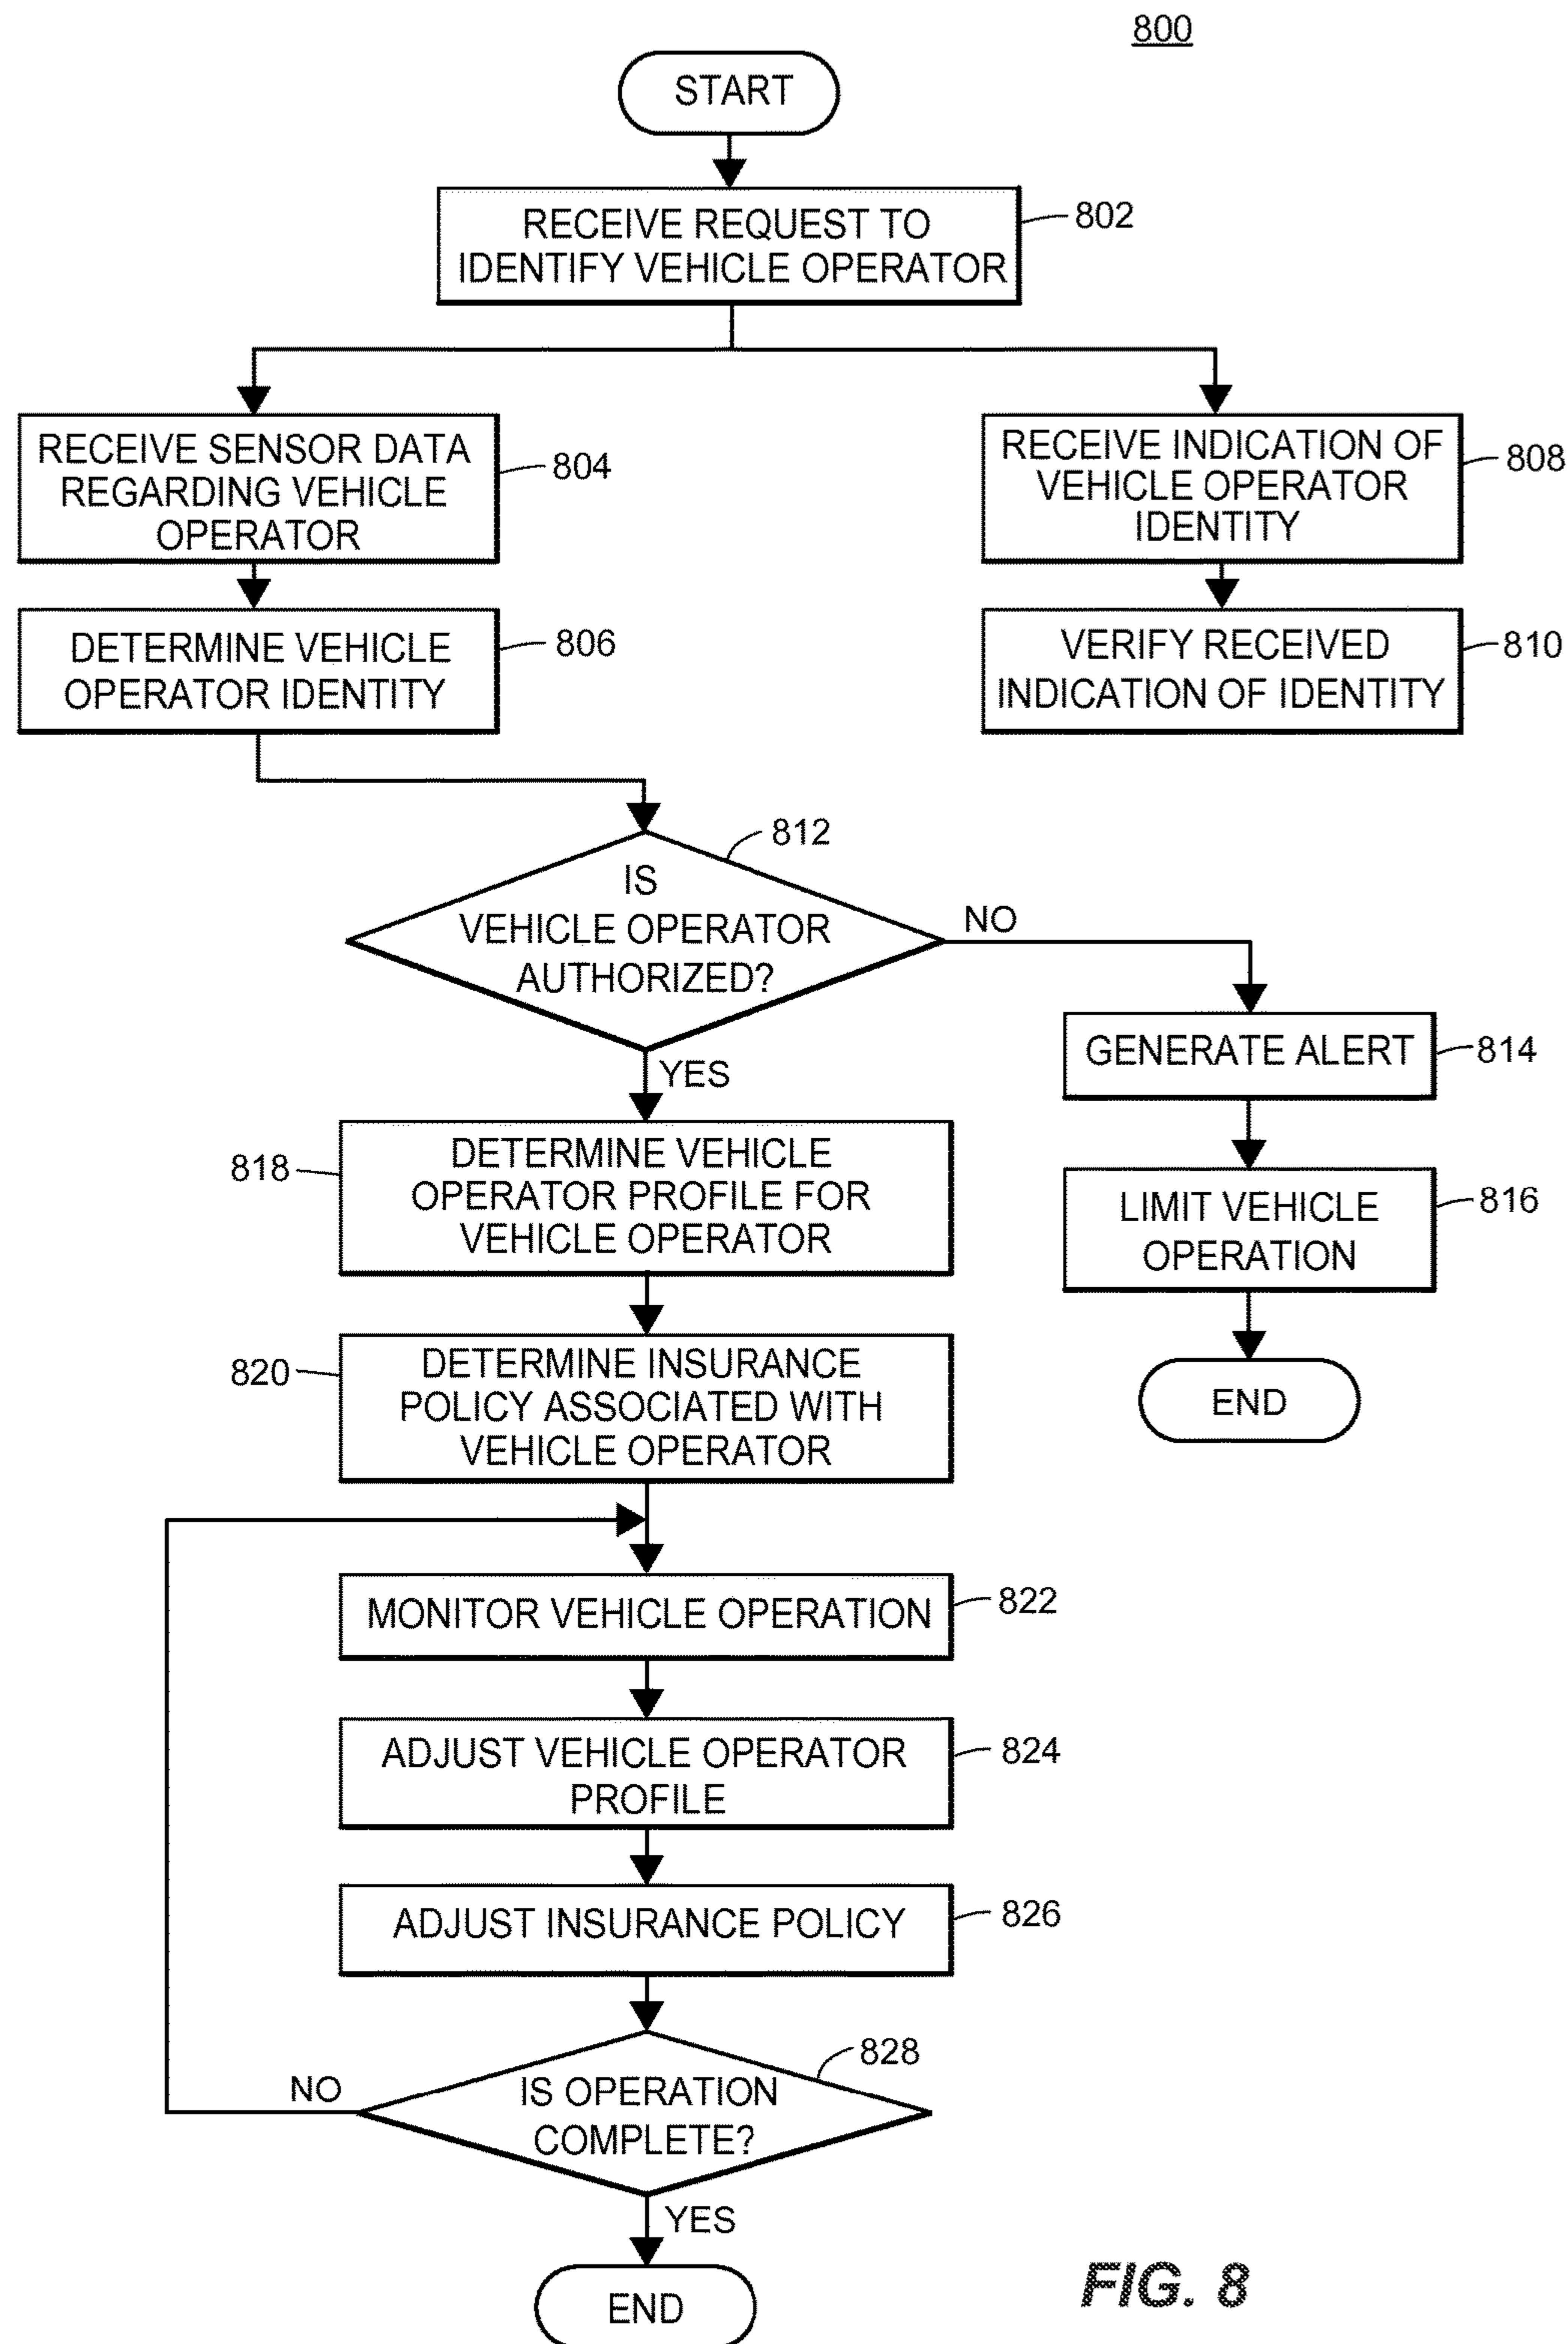 800
START
RECEIVE REQUEST TO
IDENTIFY VEHICLE OPERATOR
802
RECEIVE SENSOR DATA
REGARDING VEHICLE
OPERATOR
804
RECEIVE INDICATION OF
VEHICLE OPERATOR
IDENTITY
808
DETERMINE VEHICLE
OPERATOR IDENTITY
806
VERIFY RECEIVED
INDICATION OF IDENTITY
810
812
IS
VEHICLE OPERATOR
AUTHORIZED?
NO
YES
GENERATE ALERT
814
818
DETERMINE VEHICLE
OPERATOR PROFILE FOR
VEHICLE OPERATOR
LIMIT VEHICLE
OPERATION
816
820
DETERMINE INSURANCE
POLICY ASSOCIATED WITH
VEHICLE OPERATOR
END
MONITOR VEHICLE OPERATION
822
ADJUST VEHICLE OPERATOR
PROFILE
824
ADJUST INSURANCE POLICY
826
828
IS OPERATION
COMPLETE?
NO
YES
END
FIG. 8